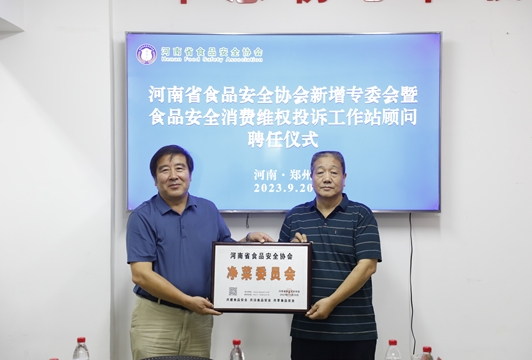 河南省食品安全协会
Henan Food Safety Association
河南省食品安全协会新增专委会暨
食品安全消费维权投诉工作站顾问
聘任仪式
河南·郑州
2023.9.20
河南省食品安全协会
净菜委员会